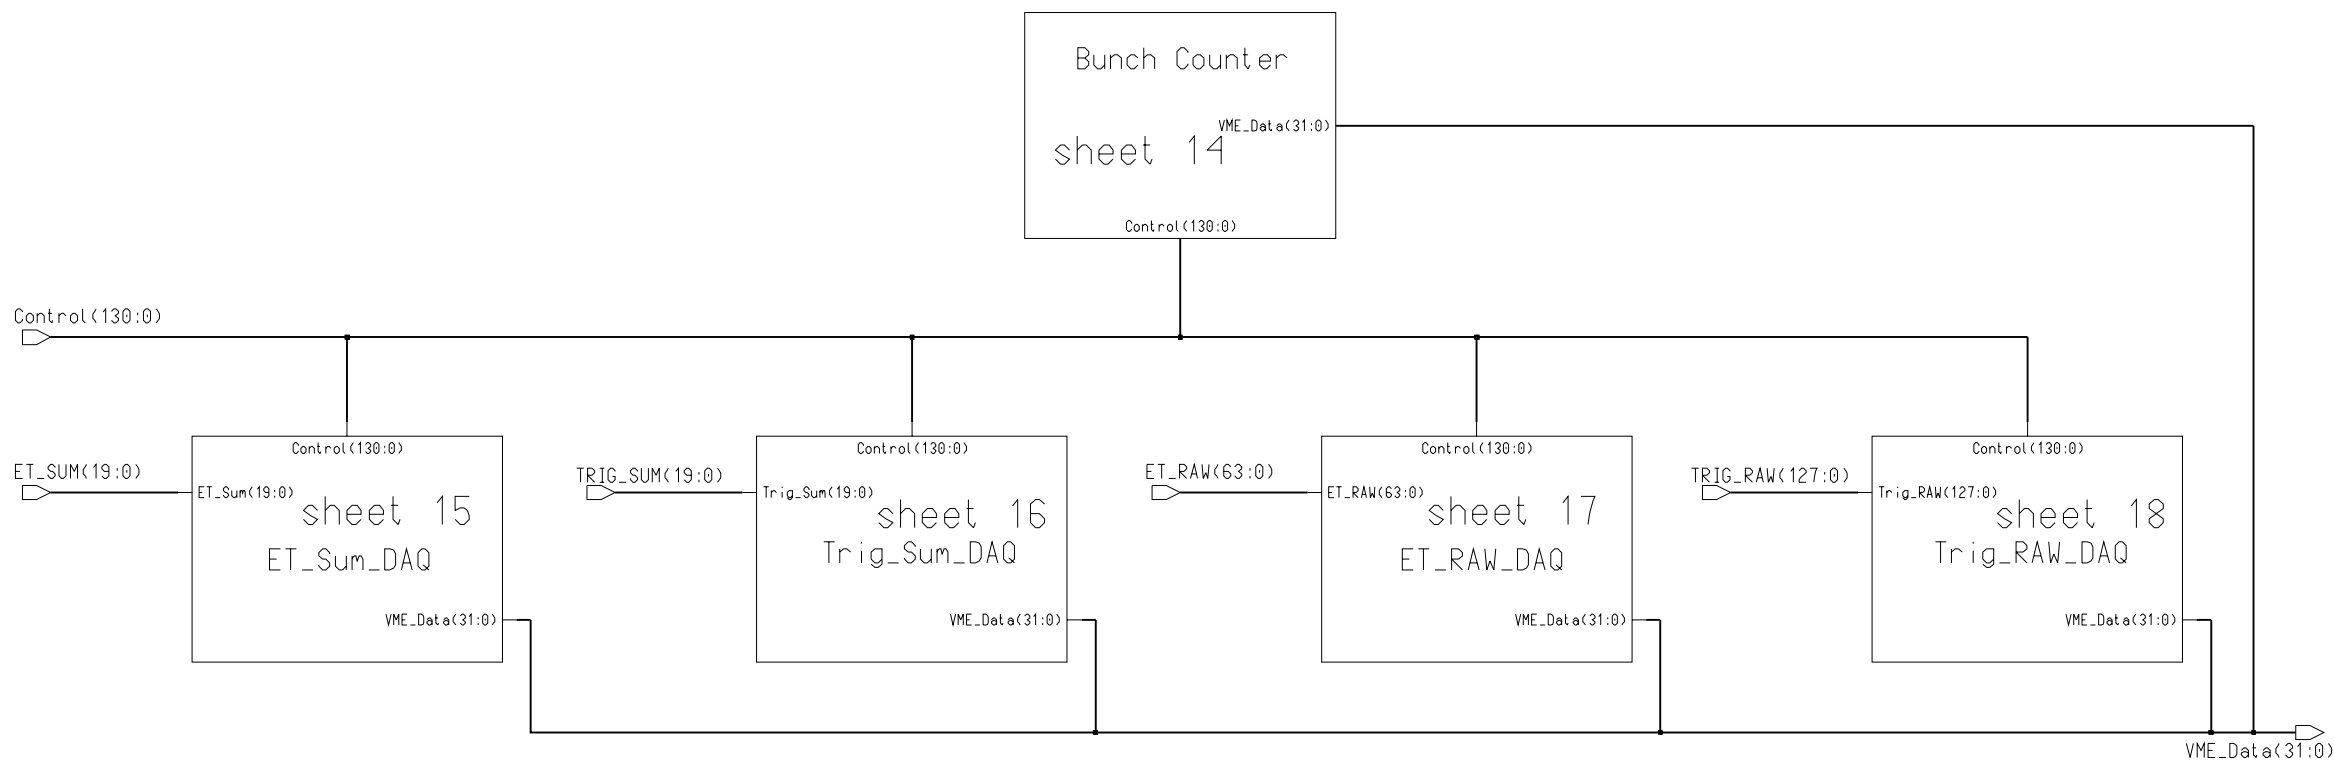 Bunch Counter
VME_Data(31:0)
sheet 14
Control(130:0)
Control(130:0)
Control(130:0)
Control(130:0)
Control(130:0)
Control(130:0)
ET_SUM(19:0)
TRIG_SUM(19:0)
ET_RAW(63:0)
TRIG_RAW(127:0)
ET_Sum(19:0)
Trig_Sum(19:0)
ET_RAW(63:0)
Trig_RAW(127:0)
sheet 15
sheet 16
sheet 17
sheet 18
ET_Sum_DAQ
Trig_Sum_DAQ
ET_RAW_DAQ
Trig_RAW_DAQ
VME_Data(31:0)
VME_Data(31:0)
VME_Data(31:0)
VME_Data(31:0)
VME_Data(31:0)